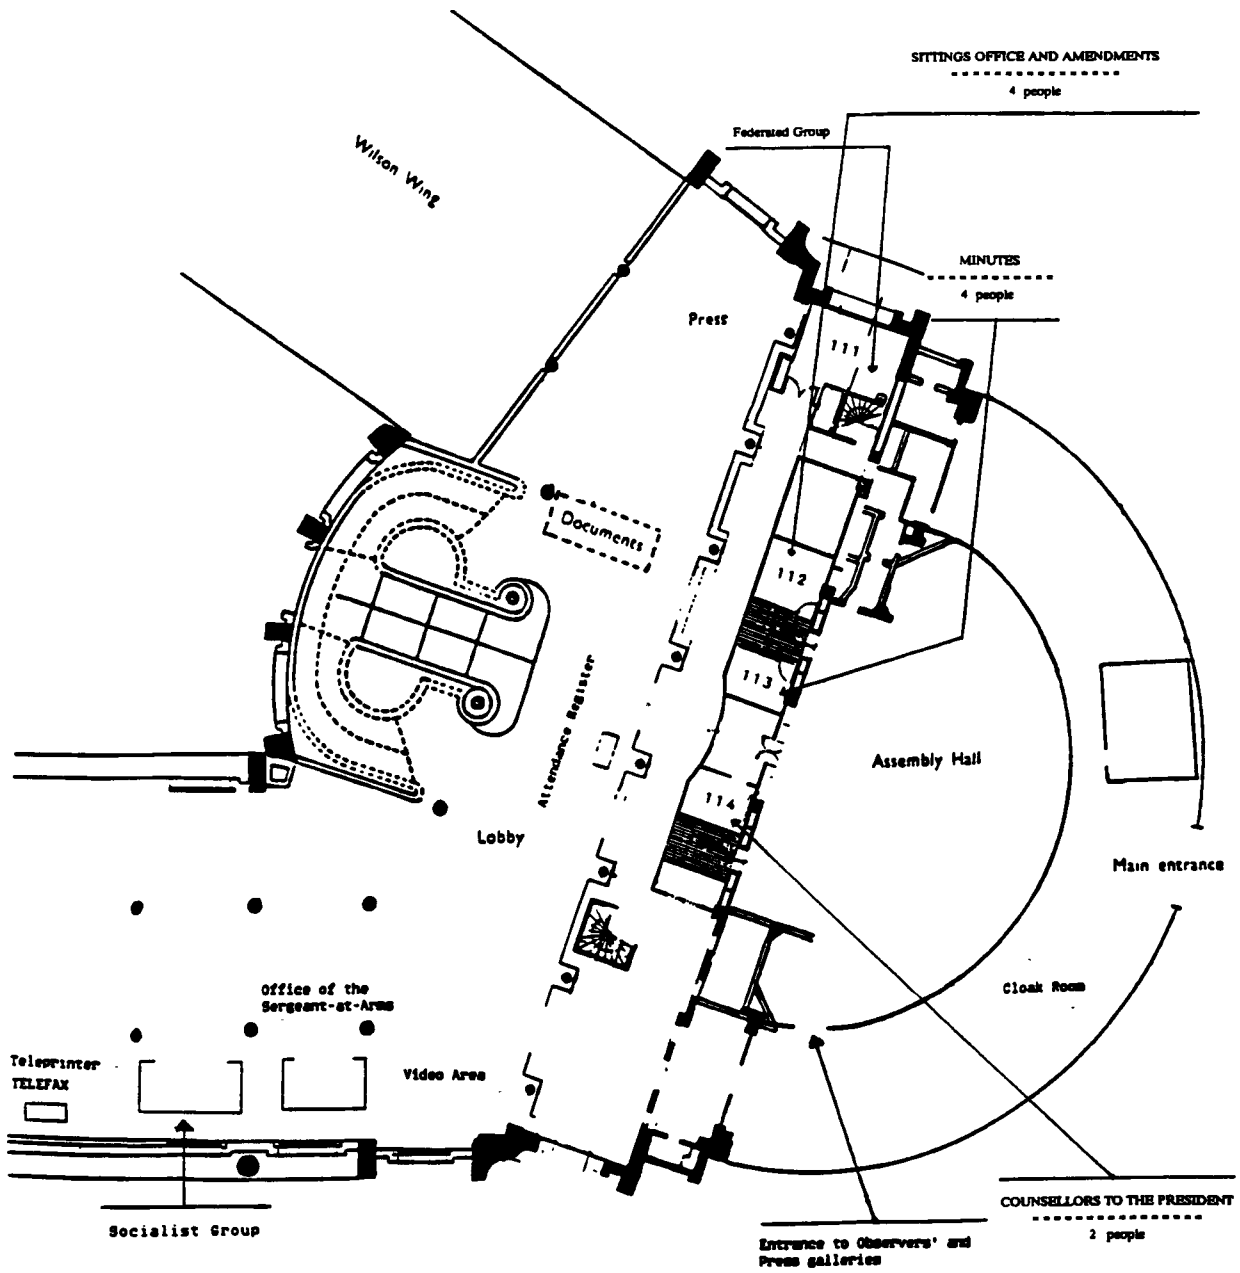 SITTINGS OFFICE AND AMENDMENTS
4 people
Federated Group
Wilson Wing
MINUTES
4 people
Press
111
Documents
112
113
Attendance Register
Assembly Hall
114
Lobby
Main entrance
Office of the
Sergeant-at-Arms
Cloak Room
Teleprinter
TELEFAX
Video Area
COUNSELLORS TO THE PRESIDENT
2 people
Socialist Group
Entrance to Observers' and
Press galleries